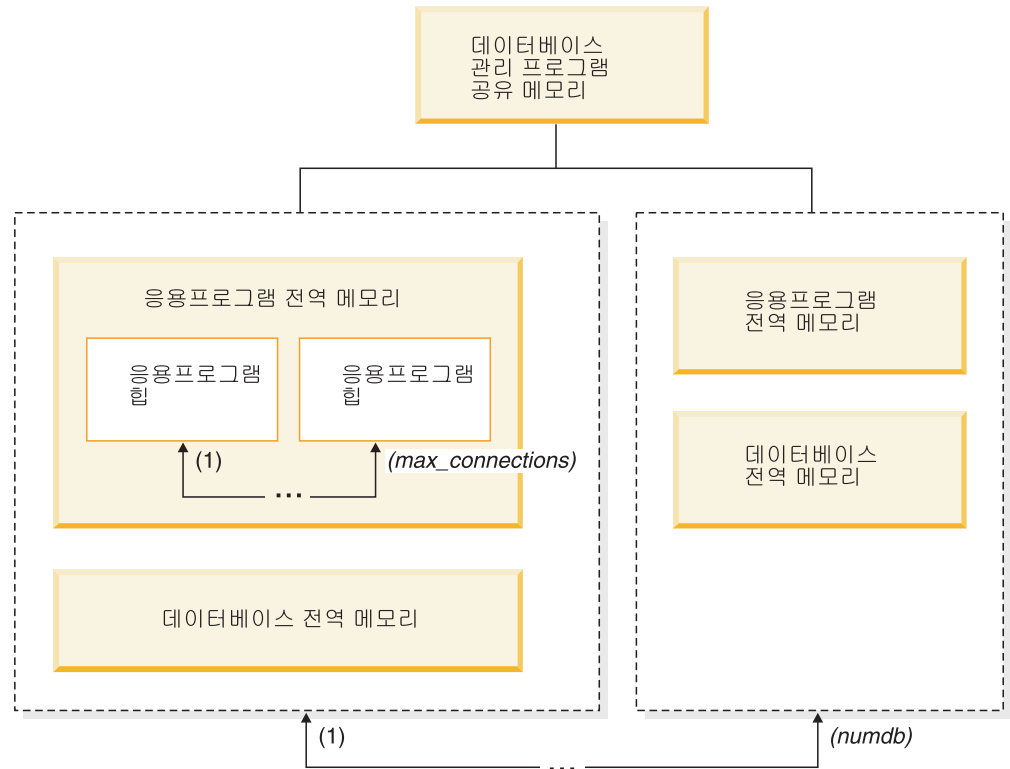 데이터베이스
관리 프로그램
공유 메모리
응용프로그램 전역 메모리
응용프로그램
힙
응용프로그램
힙
(1)
...
(max_connections)
데이터베이스 전역 메모리
응용프로그램
전역 메모리
데이터베이스
전역 메모리
(1)
...
(numdb)